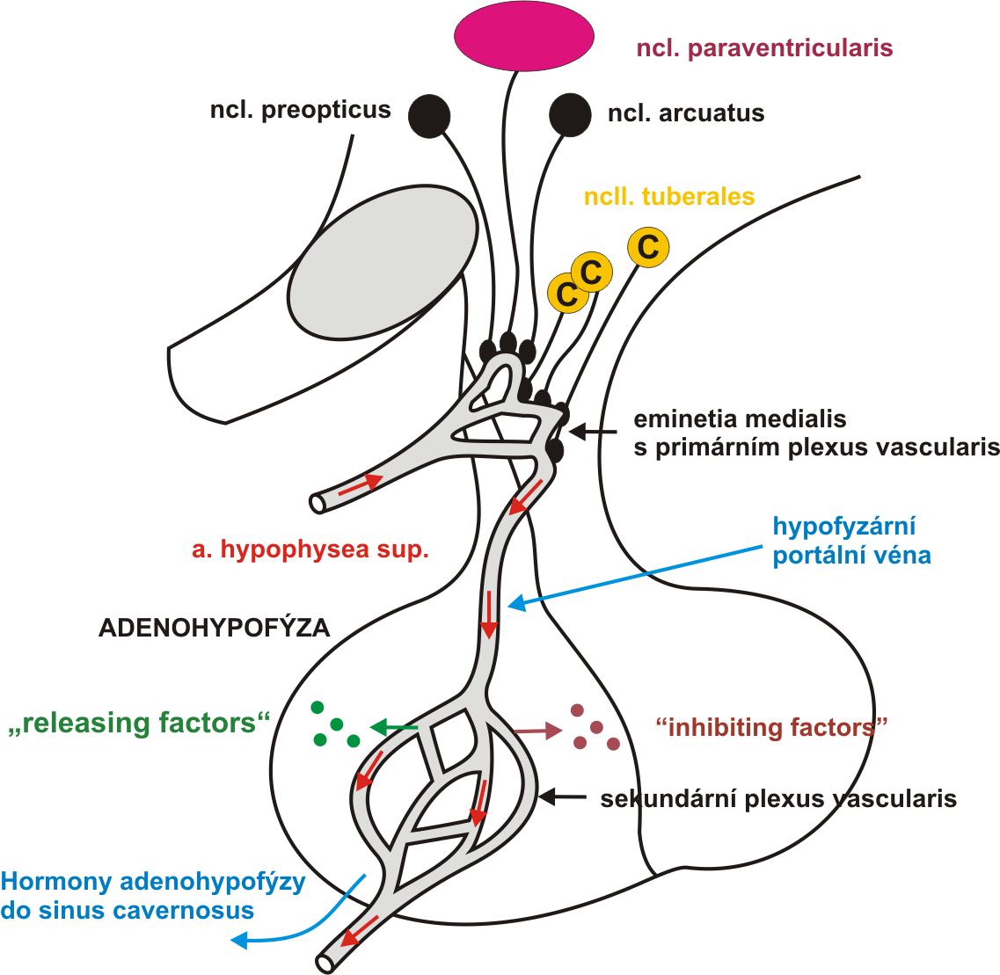 ncl. paraventricularis
ncl. preopticus
ncl. arcuatus
ncll. tuberales
C
C
C
eminetia medialis
s primárním plexus vascularis
hypofyzární
portální véna
a. hypophysea sup.
ADENOHYPOFÝZA
„releasing factors“
“inhibiting factors”
sekundární plexus vascularis
Hormony adenohypofýzy
do sinus cavernosus